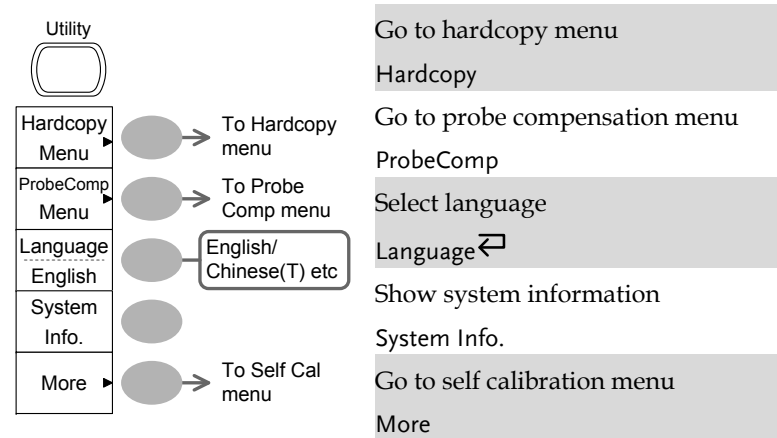 Utility
Hardcopy
Menu
To Hardcopy
menu
ProbeComp
Menu
To Probe
Comp menu
Language
English
English/
Chinese(T) etc
System
Info.
More
To Self Cal
menu
Go to hardcopy menu
Hardcopy
Go to probe compensation menu
ProbeComp
Select language
Language
Show system information
System Info.
Go to self calibration menu
More